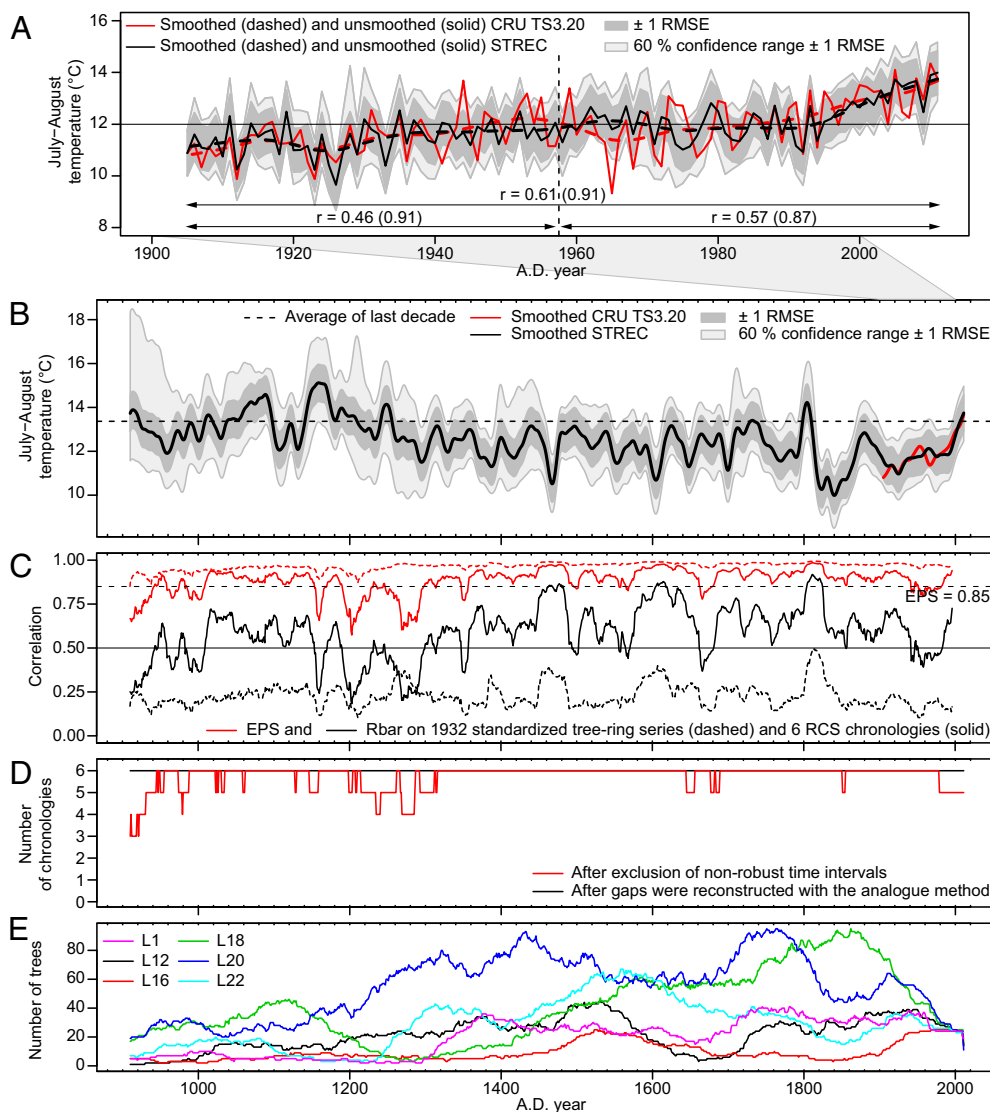 A
Smoothed (dashed) and unsmoothed (solid) CRU TS3.20
± 1 RMSE
Smoothed (dashed) and unsmoothed (solid) STREC
60 % confidence range ± 1 RMSE
July−August
temperature (°C)
16
14
12
10
8
r = 0.61 (0.91)
r = 0.46 (0.91)
r = 0.57 (0.87)
1900
1920
1940
1960
1980
2000
A.D. year
B
Average of last decade
Smoothed CRU TS3.20
± 1 RMSE
Smoothed STREC
60 % confidence range ± 1 RMSE
July−August
temperature (°C)
18
16
14
12
10
C
Correlation
1.00
0.75
0.50
0.25
0.00
EPS = 0.85
EPS and
Rbar on 1932 standardized tree-ring series (dashed) and 6 RCS chronologies (solid)
D
Number
of chronologies
6
5
4
3
2
1
0
After exclusion of non-robust time intervals
After gaps were reconstructed with the analogue method
E
Number of trees
80
60
40
20
0
L1
L18
L12
L20
L16
L22
1000
1200
1400
1600
1800
2000
A.D. year